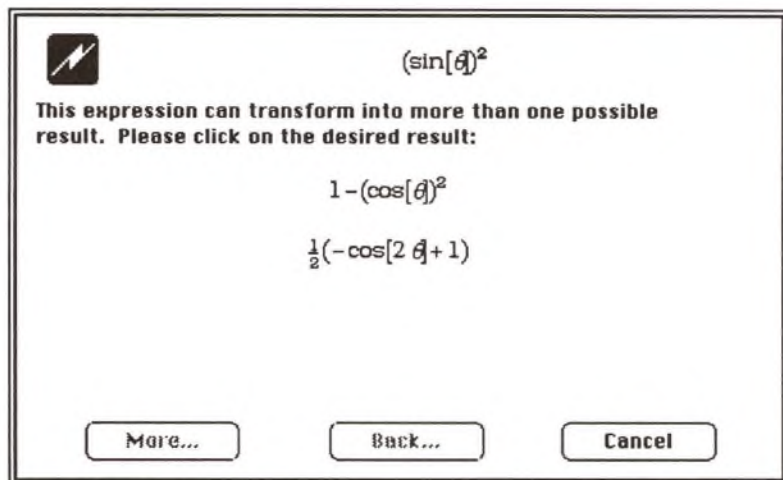 (sin[θ])²
This expression can transform into more than one possible
result. Please click on the desired result:
1-(cos[θ])²
½(-cos[2 θ]+1)
More... Back... Cancel